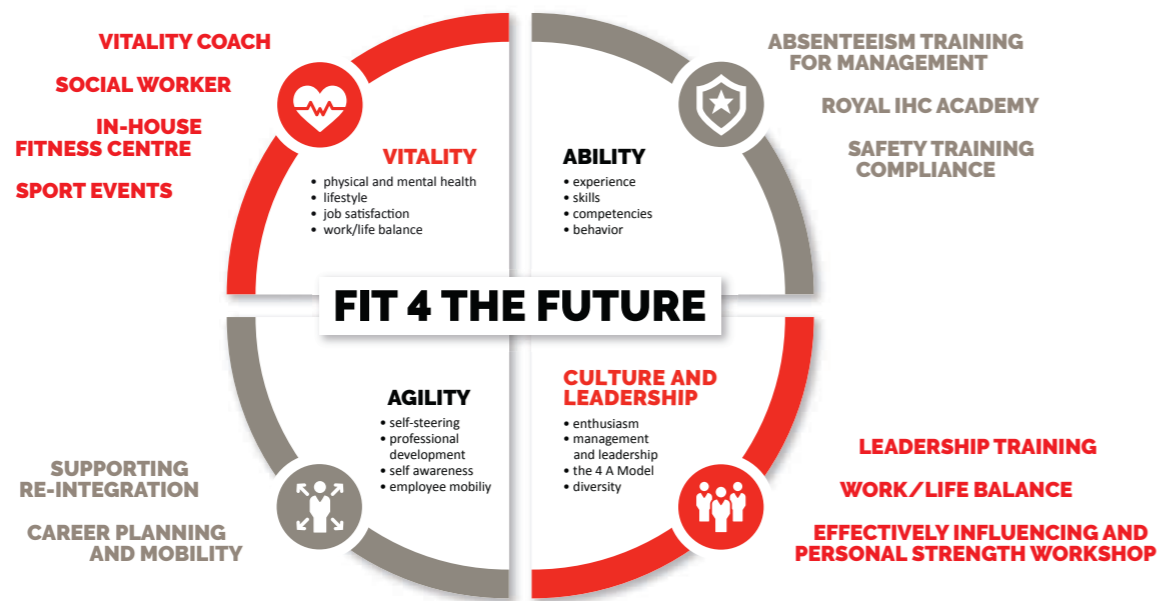 VITALITY COACH
SOCIAL WORKER
IN-HOUSE
FITNESS CENTRE
SPORT EVENTS
VITALITY
• physical and mental health
• lifestyle
• job satisfaction
• work/life balance
ABILITY
• experience
• skills
• competencies
• behavior
ABSENTEEISM TRAINING
FOR MANAGEMENT
ROYAL IHC ACADEMY
SAFETY TRAINING
COMPLIANCE
FIT 4 THE FUTURE
AGILITY
• self-steering
• professional
development
• self awareness
• employee mobiliy
SUPPORTING
RE-INTEGRATION
CAREER PLANNING
AND MOBILITY
CULTURE AND
LEADERSHIP
• enthusiasm
• management
and leadership
• the 4 A Model
• diversity
LEADERSHIP TRAINING
WORK/LIFE BALANCE
EFFECTIVELY INFLUENCING AND
PERSONAL STRENGTH WORKSHOP